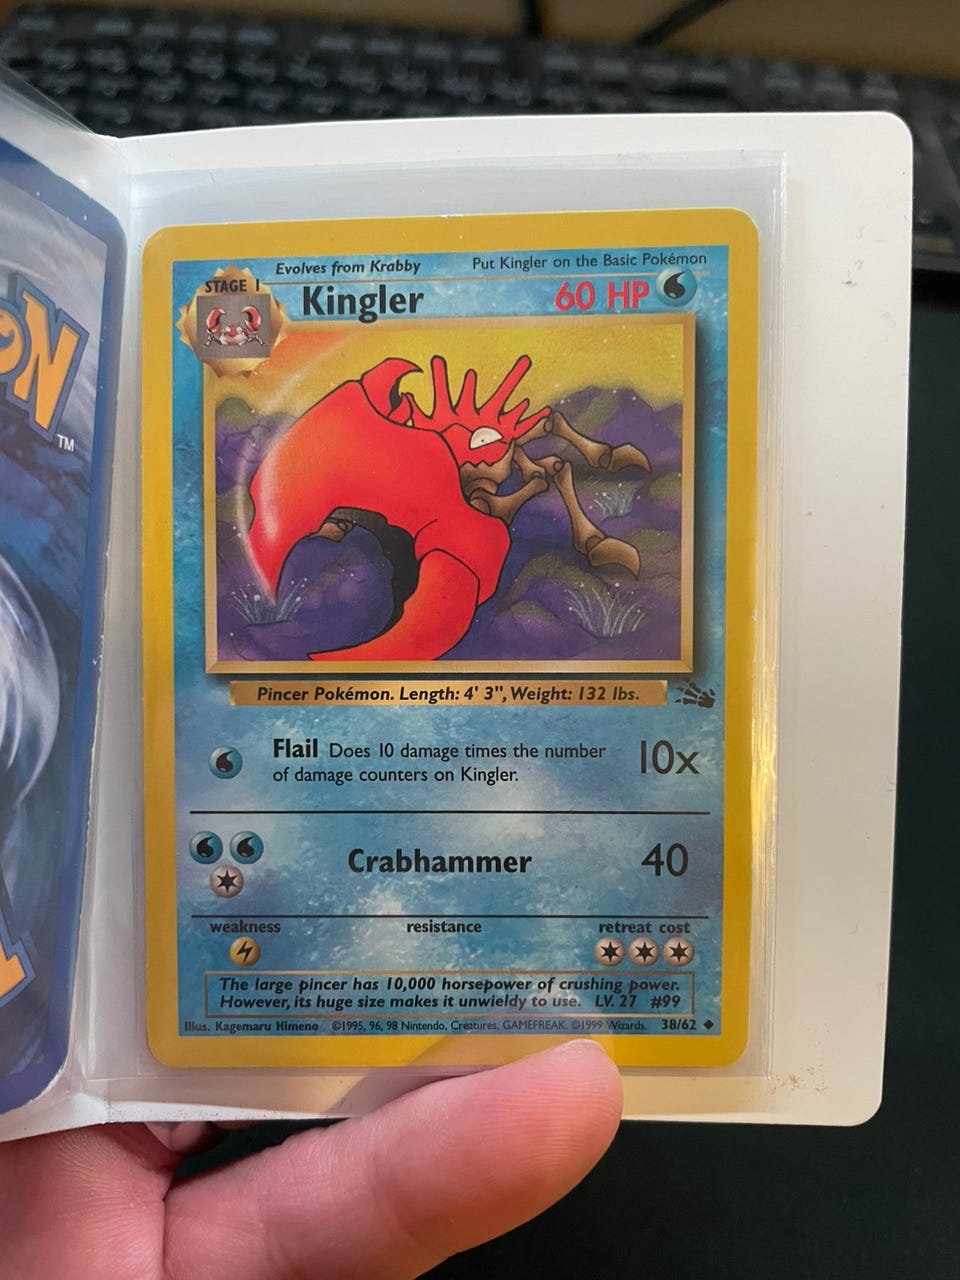 ON
TM
Evolves from Krabby Put Kingler on the Basic Pokémon
STAGE 1 Kingler 60 HP
Pincer Pokémon. Length: 4' 3", Weight: 132 lbs.
Flail Does 10 damage times the number
of damage counters on Kingler.
10x
Crabhammer 40
weakness resistance retreat cost
The large pincer has 10,000 horsepower of crushing power.
However, its huge size makes it unwieldy to use. LV. 27 #99
Illus. Kagemaru Himeno ©1995, 96, 98 Nintendo, Creatures, GAMEFREAK. ©1999 Wizards. 38/62